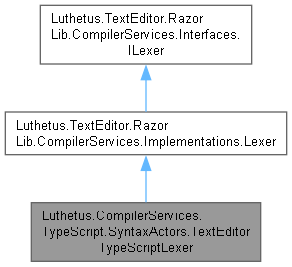 Luthetus.TextEditor.Razor
Lib.CompilerServices.Interfaces.
ILexer
Luthetus.TextEditor.Razor
Lib.CompilerServices.Implementations.Lexer
Luthetus.CompilerServices.
TypeScript.SyntaxActors.TextEditor
TypeScriptLexer